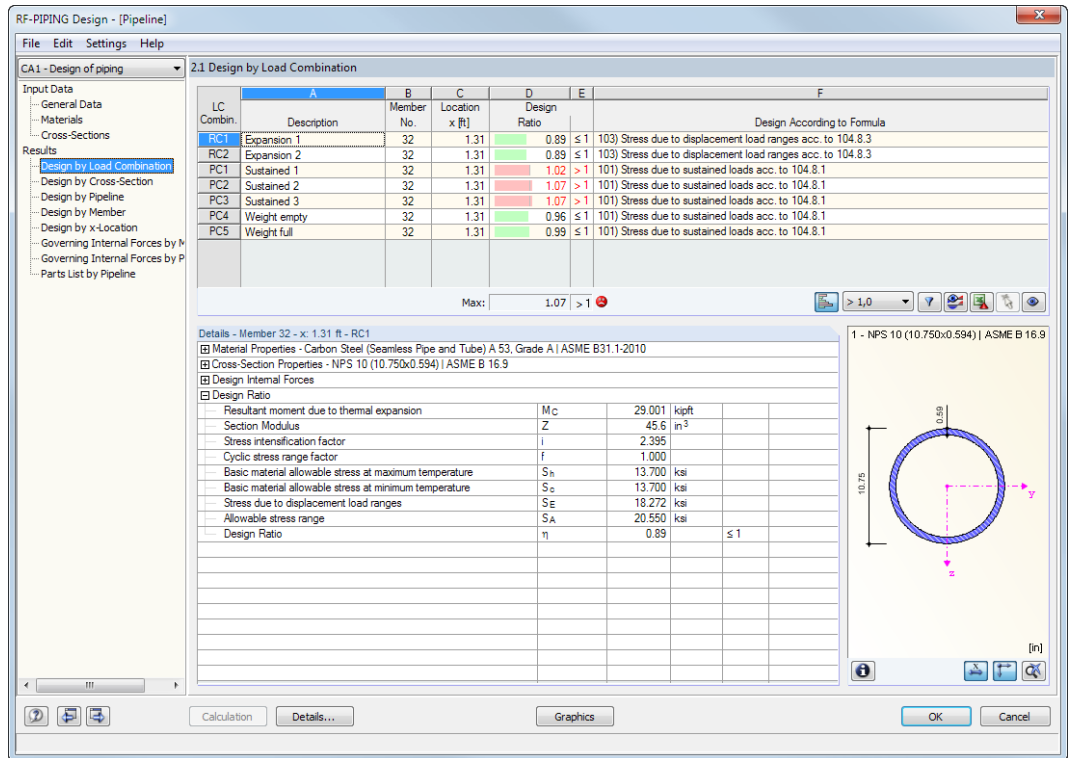 RF-PIPING Design - [Pipeline]
File Edit Settings Help
CA1 - Design of piping
2.1 Design by Load Combination
Input Data
General Data
Materials
Cross-Sections
Results
Design by Load Combination
Design by Cross-Section
Design by Pipeline
Design by Member
Design by x-Location
Governing Internal Forces by M
Governing Internal Forces by P
Parts List by Pipeline
A B C D E F
LC Member Location Design
Combin. Description No. x [ft] Ratio Design According to Formula
RC1 Expansion 1 32 1.31 0.89 ≤ 1 103) Stress due to displacement load ranges acc. to 104.8.3
RC2 Expansion 2 32 1.31 0.89 ≤ 1 103) Stress due to displacement load ranges acc. to 104.8.3
PC1 Sustained 1 32 1.31 1.02 > 1 101) Stress due to sustained loads acc. to 104.8.1
PC2 Sustained 2 32 1.31 1.07 > 1 101) Stress due to sustained loads acc. to 104.8.1
PC3 Sustained 3 32 1.31 1.07 > 1 101) Stress due to sustained loads acc. to 104.8.1
PC4 Weight empty 32 1.31 0.96 ≤ 1 101) Stress due to sustained loads acc. to 104.8.1
PC5 Weight full 32 1.31 0.99 ≤ 1 101) Stress due to sustained loads acc. to 104.8.1
Max: 1.07 > 1
> 1,0
Details - Member 32 - x: 1.31 ft - RC1
Material Properties - Carbon Steel (Seamless Pipe and Tube) A 53, Grade A | ASME B31.1-2010
Cross-Section Properties - NPS 10 (10.750x0.594) | ASME B 16.9
Design Internal Forces
Design Ratio
Resultant moment due to thermal expansion MC 29.001 kipft
Section Modulus Z 45.6 in³
Stress intensification factor i 2.395
Cyclic stress range factor f 1.000
Basic material allowable stress at maximum temperature Sh 13.700 ksi
Basic material allowable stress at minimum temperature Sc 13.700 ksi
Stress due to displacement load ranges SE 18.272 ksi
Allowable stress range SA 20.550 ksi
Design Ratio η 0.89 ≤ 1
1 - NPS 10 (10.750x0.594) | ASME B 16.9
0.59
10.75
y
z
[in]
Calculation Details... Graphics OK Cancel